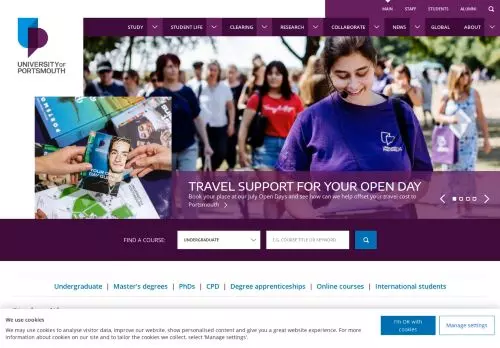 MAIN STAFF STUDENTS ALUMNI
STUDY STUDENT LIFE CLEARING RESEARCH COLLABORATE NEWS GLOBAL ABOUT
UNIVERSITY OF
PORTSMOUTH
TRAVEL SUPPORT FOR YOUR OPEN DAY
Book your place at our July Open Days and see how can we help offset your travel cost to
Portsmouth
FIND A COURSE: UNDERGRADUATE E.G. COURSE TITLE OR KEYWORD
Undergraduate | Master's degrees | PhDs | CPD | Degree apprenticeships | Online courses | International students
We use cookies
We may use cookies to analyse visitor data, improve our website, show personalised content and give you a great website experience. For more
information about cookies on our site and to tailor the cookies we collect, select 'Manage settings'.
I'm OK with
cookies
Manage settings